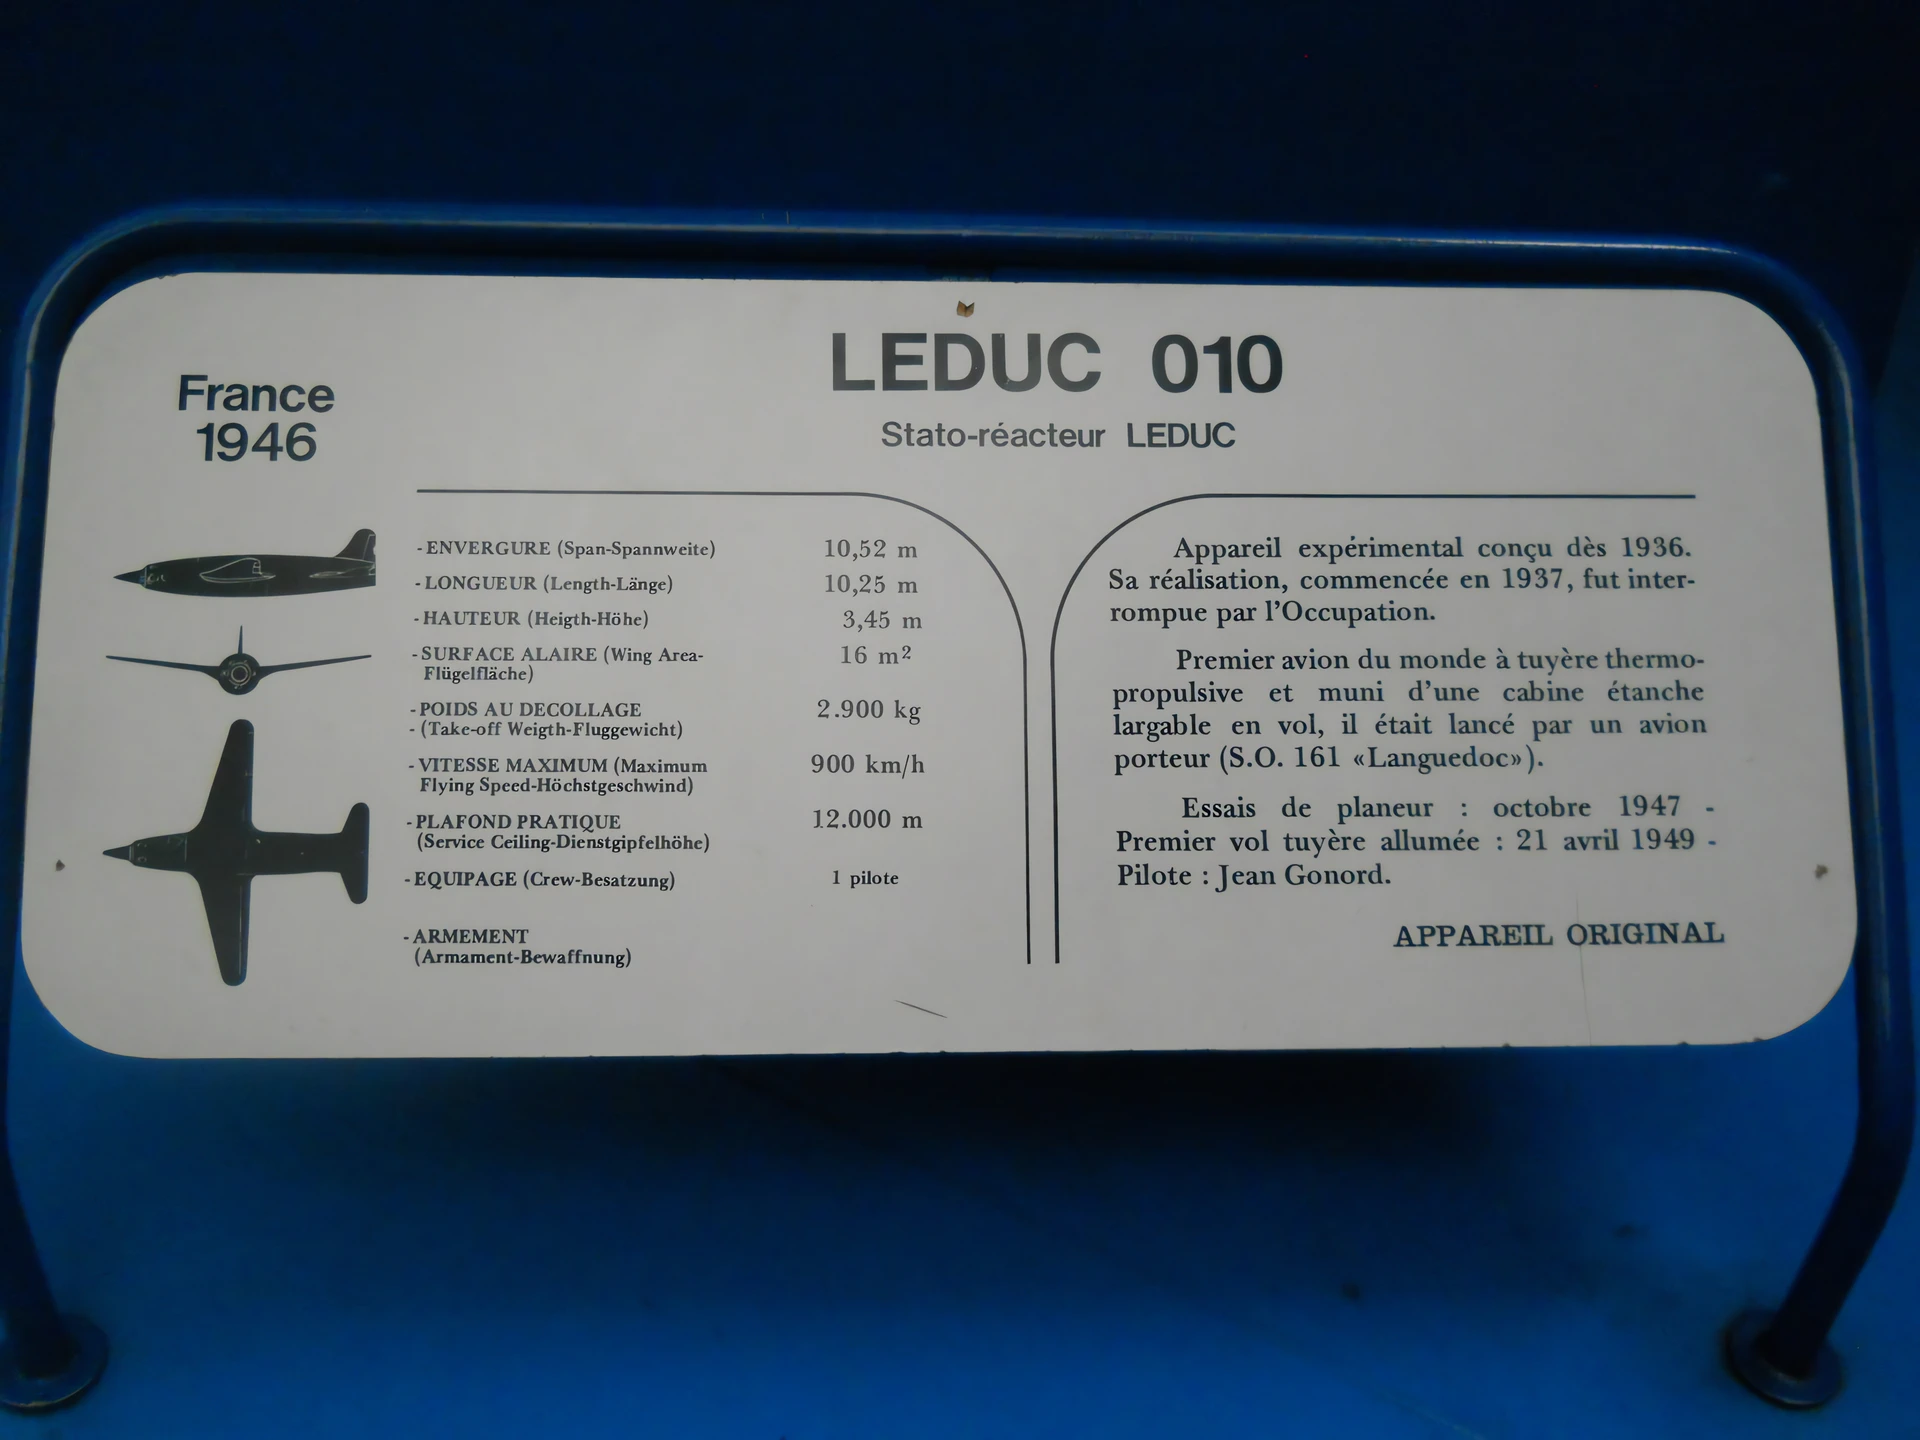 LEDUC 010
Stato-réacteur LEDUC
France
1946
- ENVERGURE (Span-Spannweite) 10,52 m
- LONGUEUR (Length-Länge) 10,25 m
- HAUTEUR (Heigth-Höhe) 3,45 m
- SURFACE ALAIRE (Wing Area- 16 m²
Flügelfläche)
- POIDS AU DECOLLAGE 2.900 kg
- (Take-off Weigth-Fluggewicht)
- VITESSE MAXIMUM (Maximum 900 km/h
Flying Speed-Höchstgeschwind)
- PLAFOND PRATIQUE 12.000 m
(Service Ceiling-Dienstgipfelhöhe)
- EQUIPAGE (Crew-Besatzung) 1 pilote
- ARMEMENT
(Armament-Bewaffnung)
Appareil expérimental conçu dès 1936.
Sa réalisation, commencée en 1937, fut inter-
rompue par l'Occupation.
Premier avion du monde à tuyère thermo-
propulsive et muni d'une cabine étanche
largable en vol, il était lancé par un avion
porteur (S.O. 161 «Languedoc»).
Essais de planeur : octobre 1947 -
Premier vol tuyère allumée : 21 avril 1949 -
Pilote : Jean Gonord.
APPAREIL ORIGINAL